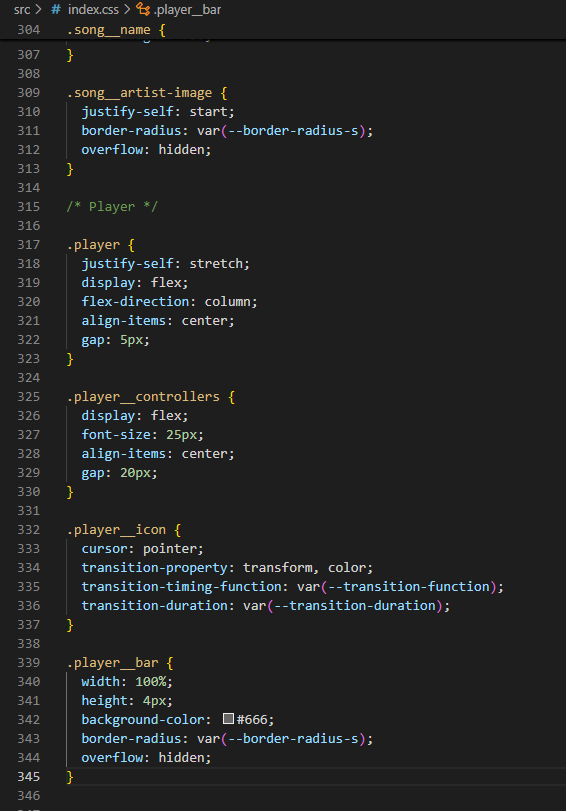 src > # index.css > .player__bar
304 .song__name {
307 }
308
309 .song__artist-image {
310   justify-self: start;
311   border-radius: var(--border-radius-s);
312   overflow: hidden;
313 }
314
315 /* Player */
316
317 .player {
318   justify-self: stretch;
319   display: flex;
320   flex-direction: column;
321   align-items: center;
322   gap: 5px;
323 }
324
325 .player__controllers {
326   display: flex;
327   font-size: 25px;
328   align-items: center;
329   gap: 20px;
330 }
331
332 .player__icon {
333   cursor: pointer;
334   transition-property: transform, color;
335   transition-timing-function: var(--transition-function);
336   transition-duration: var(--transition-duration);
337 }
338
339 .player__bar {
340   width: 100%;
341   height: 4px;
342   background-color: #666;
343   border-radius: var(--border-radius-s);
344   overflow: hidden;
345 }
346